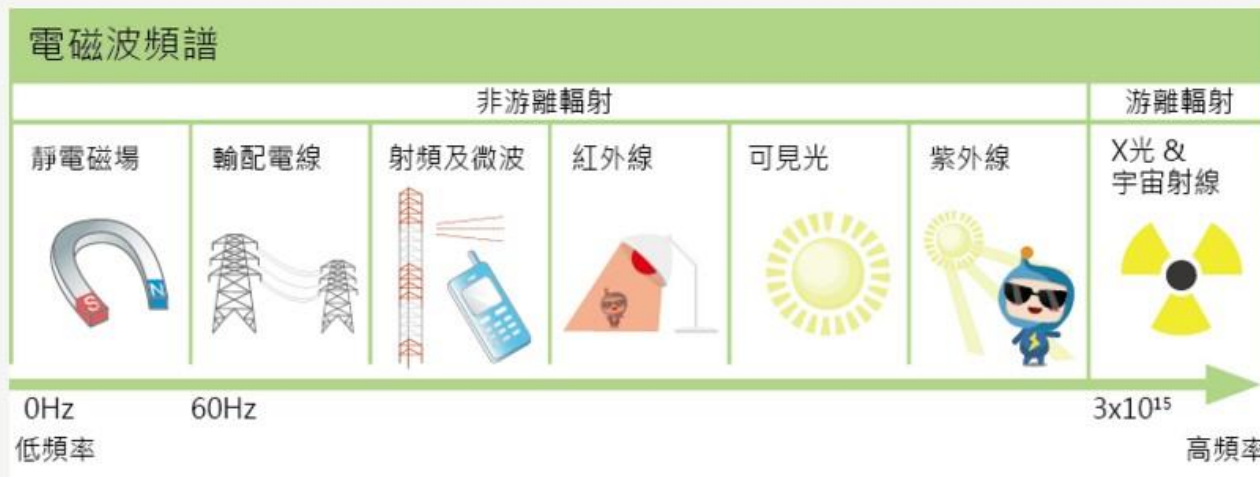 電磁波頻譜
非游離輻射
游離輻射
靜電磁場
輸配電線
射頻及微波
紅外線
可見光
紫外線
X光 &
宇宙射線
S
N
0Hz
60Hz
3x10¹⁵
低頻率
高頻率